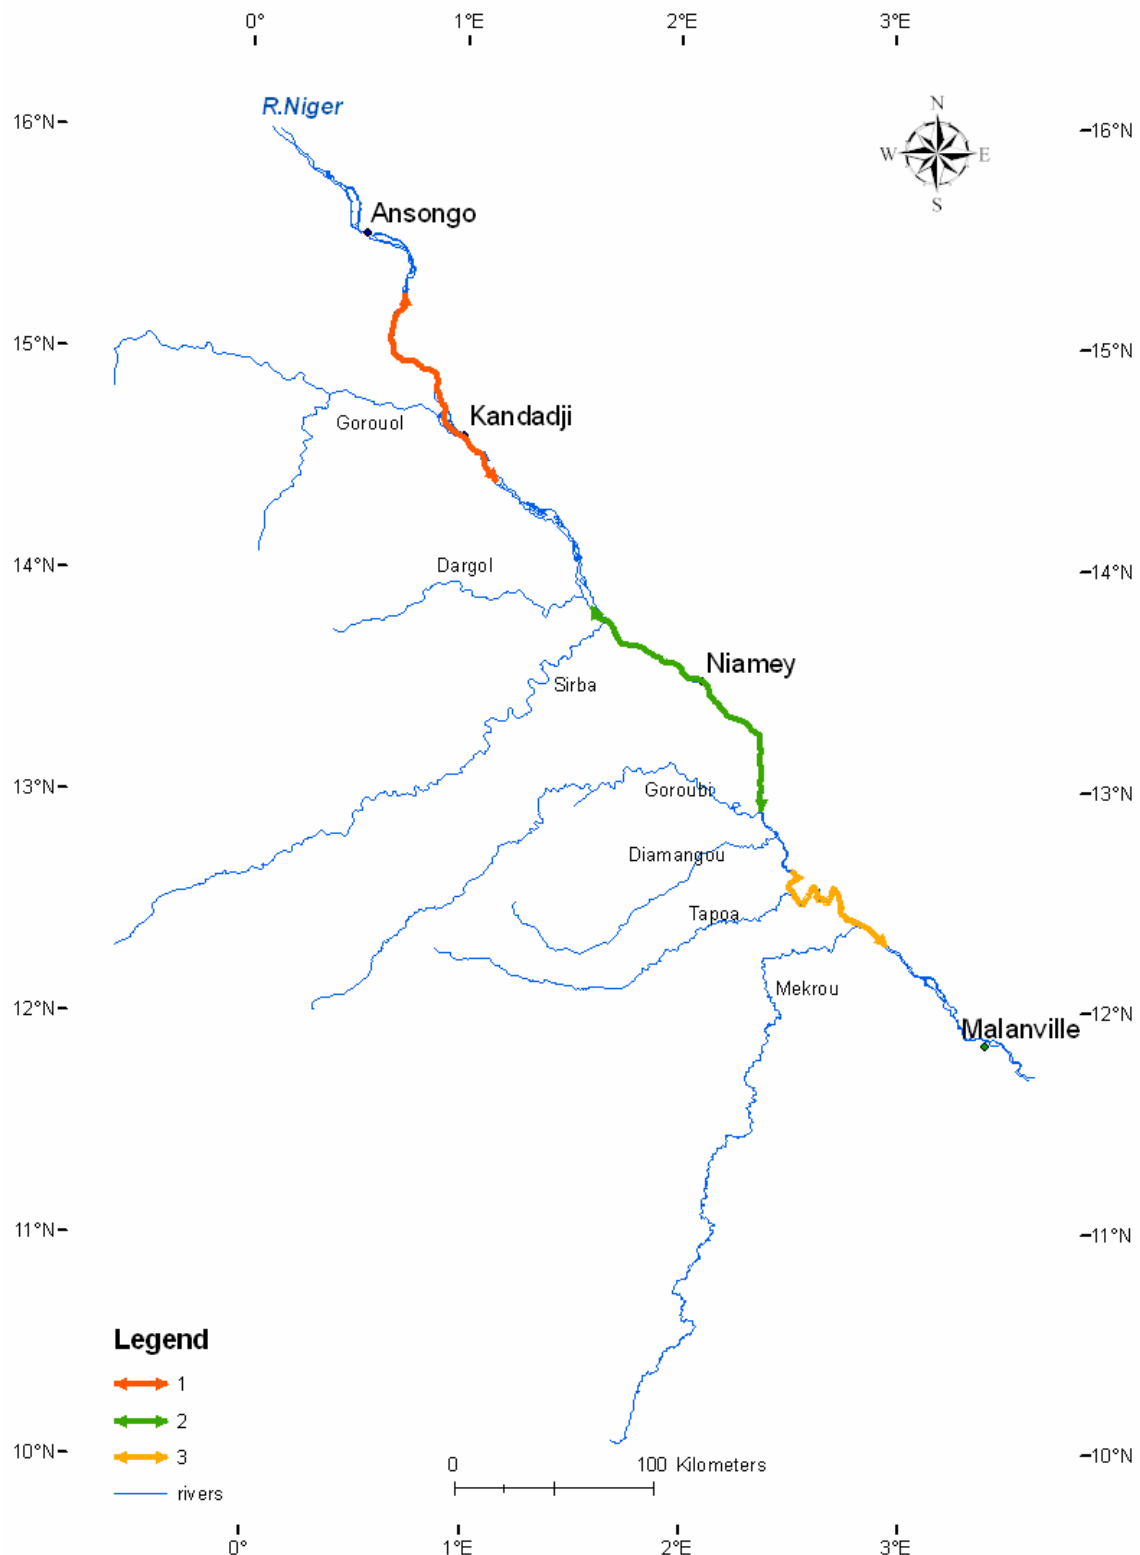 0° 1°E 2°E 3°E
R.Niger
N
16°N 16°N
W E
S
Ansongo
15°N 15°N
Kandadji
Gorouol
14°N 14°N
Dargol
Niamey
Sirba
13°N 13°N
Goroubi
Diamangou
Tapoa
Mekrou
12°N 12°N
Malanville
11°N 11°N
Legend
1
2
3
rivers
10°N 10°N
0 100 Kilometers
0° 1°E 2°E 3°E